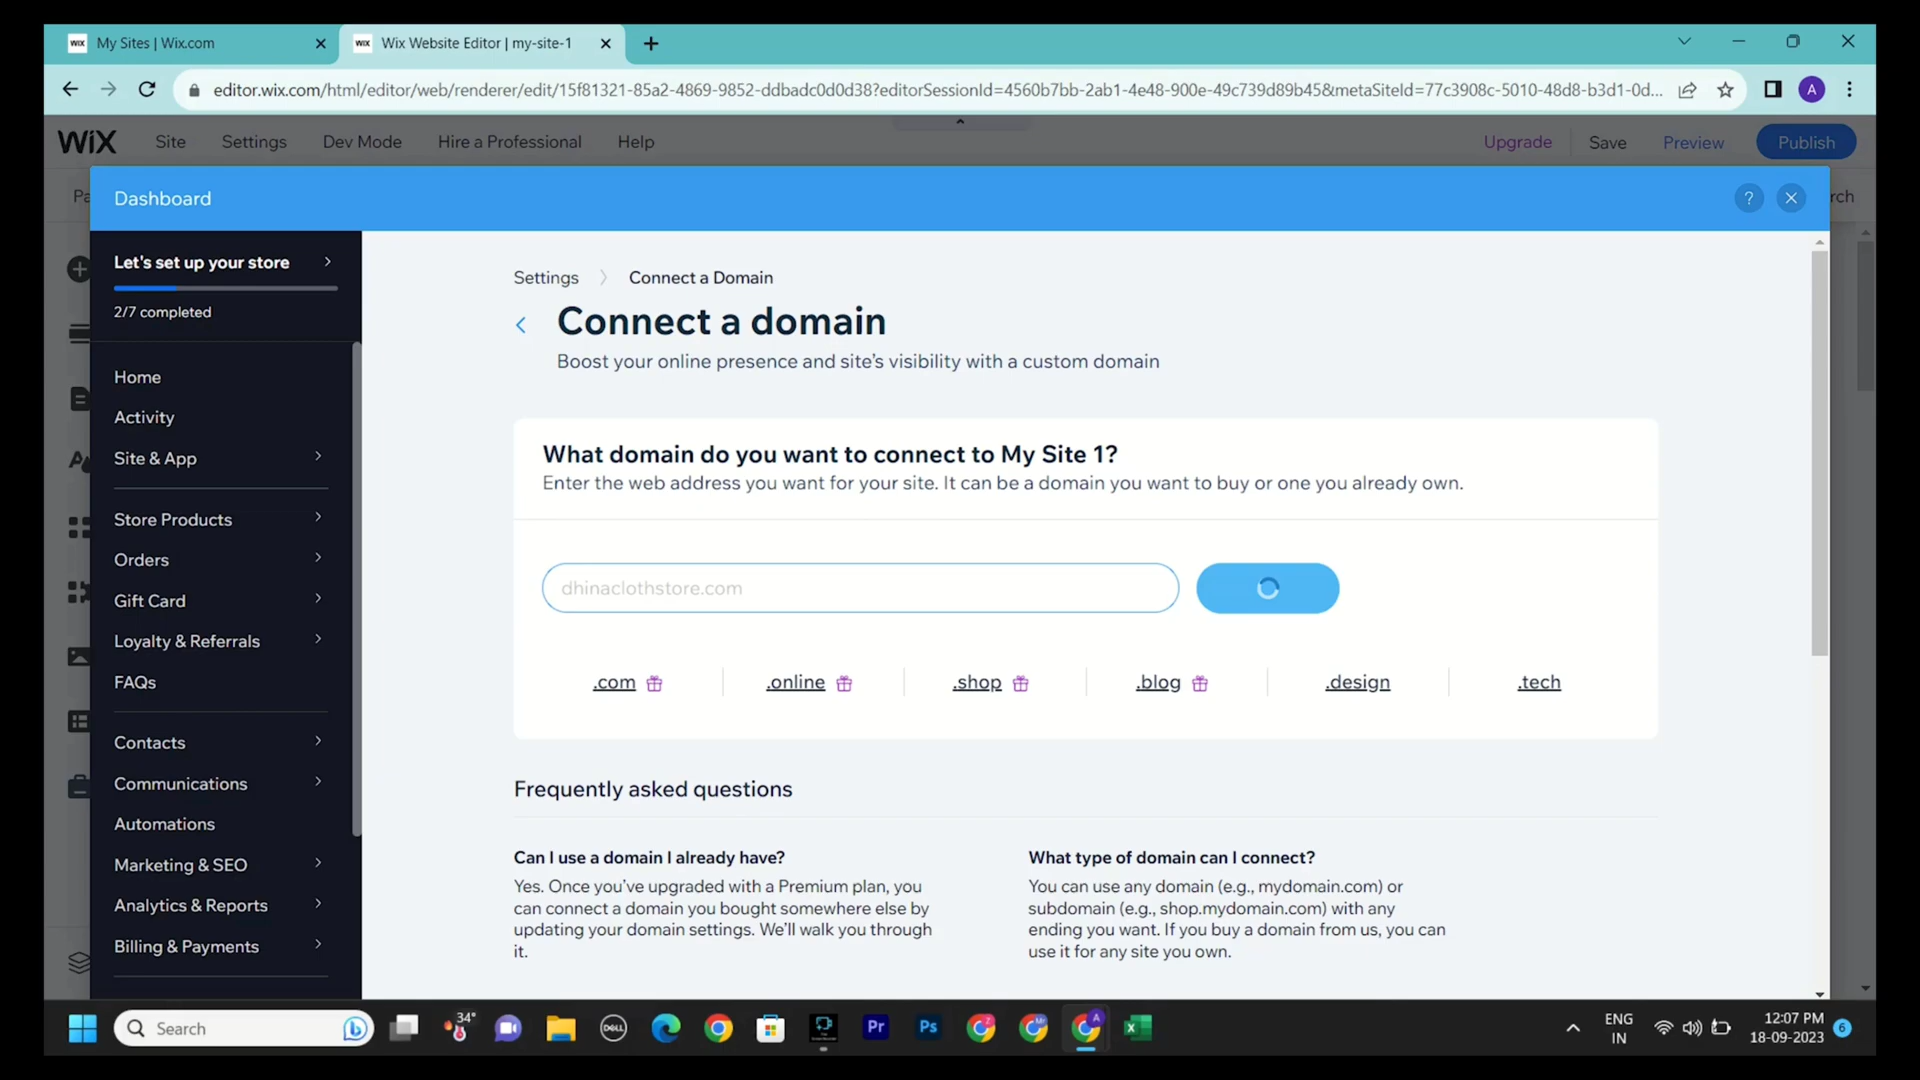 WiX My Sites | Wix.com
WiX Wix Website Editor | my-site-1
editor.wix.com/html/editor/web/renderer/edit/15f81321-85a2-4869-9852-ddbadc0d0d38?editorSessionId=4560b7bb-2ab1-4e48-900e-49c739d89b45&metaSiteId=77c3908c-5010-48d8-b3d1-0d...
A
WiX
Site
Settings
Dev Mode
Hire a Professional
Help
Upgrade
Save
Preview
Publish
Pa
Dashboard
?
rch
Let's set up your store
2/7 completed
Home
Activity
Site & App
Store Products
Orders
Gift Card
Loyalty & Referrals
FAQs
Contacts
Communications
Automations
Marketing & SEO
Analytics & Reports
Billing & Payments
Settings
Connect a Domain
Connect a domain
Boost your online presence and site's visibility with a custom domain
What domain do you want to connect to My Site 1?
Enter the web address you want for your site. It can be a domain you want to buy or one you already own.
dhinaclothstore.com
.com
.online
.shop
.blog
.design
.tech
Frequently asked questions
Can I use a domain I already have?
Yes. Once you've upgraded with a Premium plan, you
can connect a domain you bought somewhere else by
updating your domain settings. We'll walk you through
it.
What type of domain can I connect?
You can use any domain (e.g., mydomain.com) or
subdomain (e.g., shop.mydomain.com) with any
ending you want. If you buy a domain from us, you can
use it for any site you own.
Search
34°
DELL
Pr
Ps
A
ENG
IN
12:07 PM
18-09-2023
6